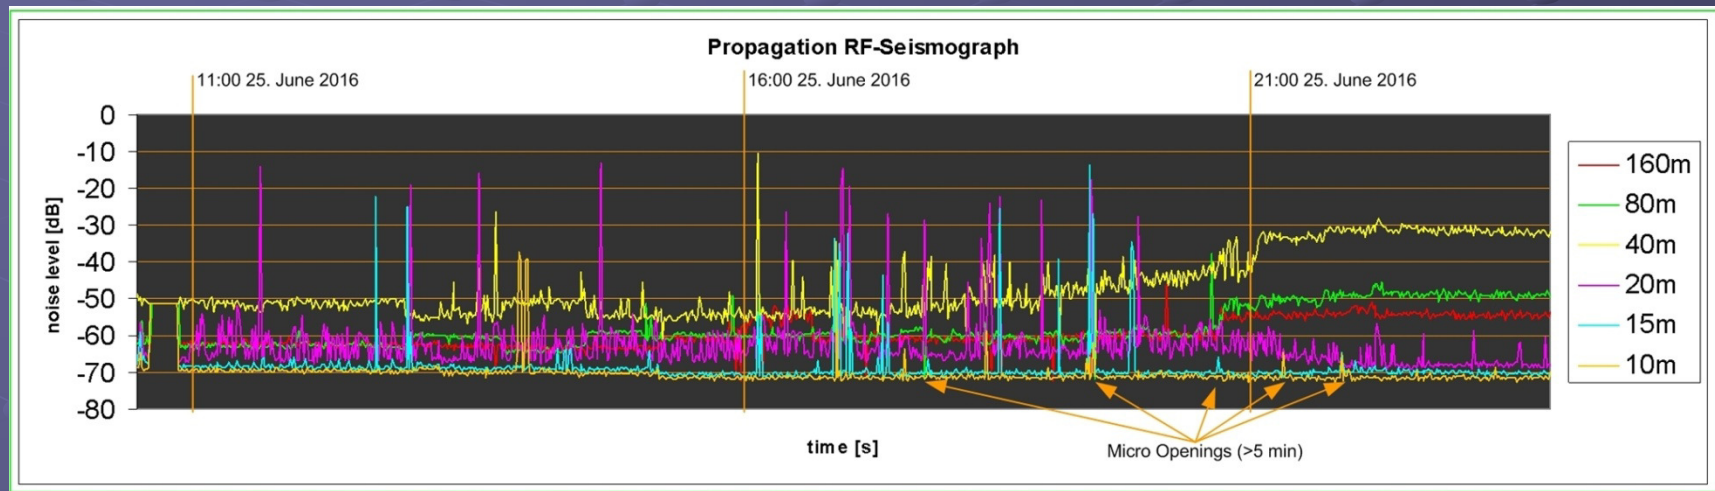 Propagation RF-Seismograph
11:00 25. June 2016
16:00 25. June 2016
21:00 25. June 2016
0
-10
-20
-30
-40
-50
-60
-70
-80
noise level [dB]
time [s]
160m
80m
40m
20m
15m
10m
Micro Openings (>5 min)